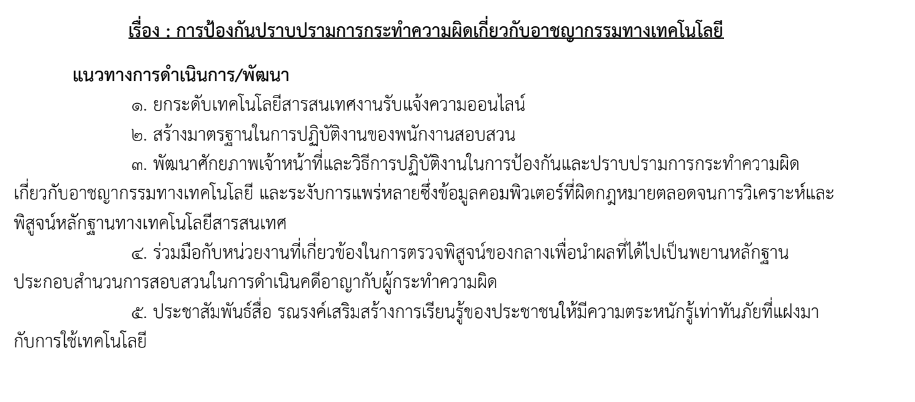 เรื่อง : การป้องกันปราบปรามการกระทำความผิดเกี่ยวกับอาชญากรรมทางเทคโนโลยี
แนวทางการดำเนินการ/พัฒนา
๑. ยกระดับเทคโนโลยีสารสนเทศงานรับแจ้งความออนไลน์
๒. สร้างมาตรฐานในการปฏิบัติงานของพนักงานสอบสวน
๓. พัฒนาศักยภาพเจ้าหน้าที่และวิธีการปฏิบัติงานในการป้องกันและปราบปรามการกระทำความผิด
เกี่ยวกับอาชญากรรมทางเทคโนโลยี และระงับการแพร่หลายซึ่งข้อมูลคอมพิวเตอร์ที่ผิดกฎหมายตลอดจนการวิเคราะห์และ
พิสูจน์หลักฐานทางเทคโนโลยีสารสนเทศ
๔. ร่วมมือกับหน่วยงานที่เกี่ยวข้องในการตรวจพิสูจน์ของกลางเพื่อนำผลที่ได้ไปเป็นพยานหลักฐาน
ประกอบสำนวนการสอบสวนในการดำเนินคดีอาญากับผู้กระทำความผิด
๕. ประชาสัมพันธ์สื่อ รณรงค์เสริมสร้างการเรียนรู้ของประชาชนให้มีความตระหนักรู้เท่าทันภัยที่แฝงมา
กับการใช้เทคโนโลยี